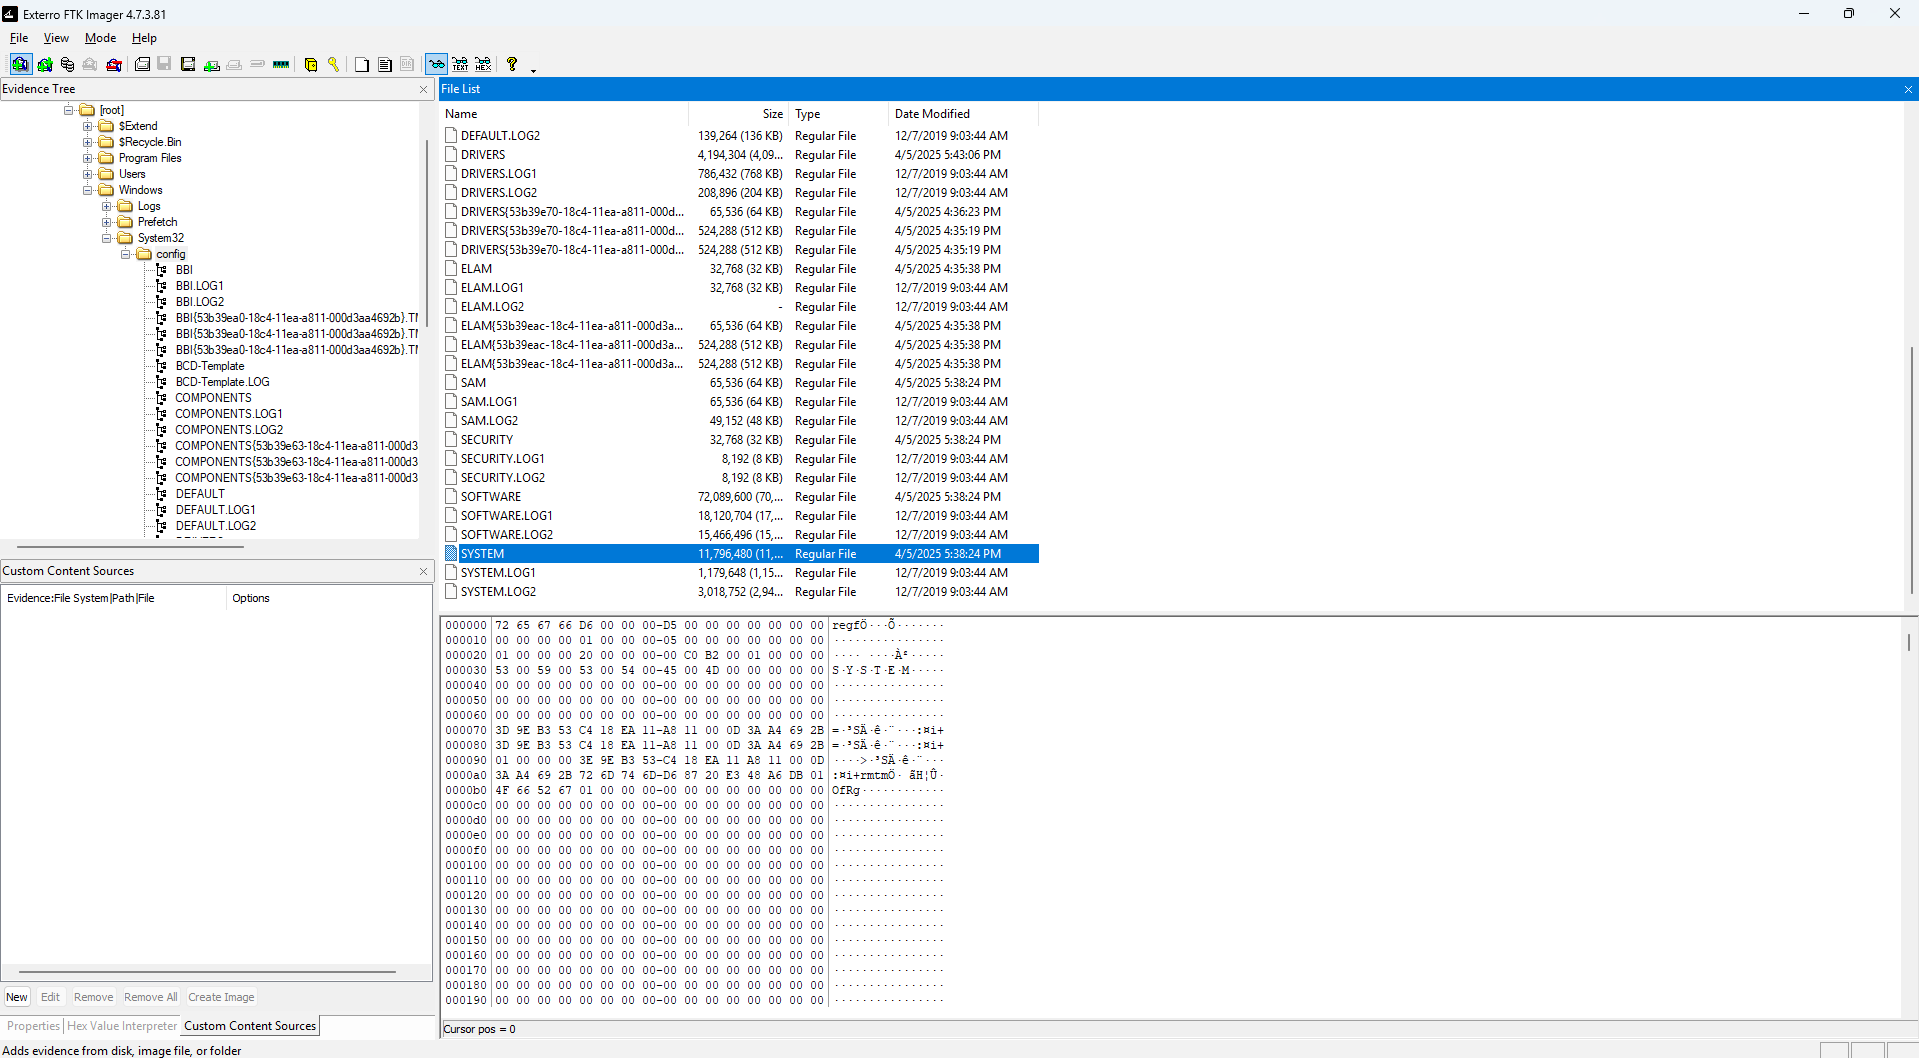 Exterro FTK Imager 4.7.3.81
File View Mode Help
Evidence Tree
[root]
$Extend
$Recycle.Bin
Program Files
Users
Windows
Logs
Prefetch
System32
config
BBI
BBI.LOG1
BBI.LOG2
BBI{53b39ea0-18c4-11ea-a811-000d3aa4692b}.TM
BBI{53b39ea0-18c4-11ea-a811-000d3aa4692b}.TM
BBI{53b39ea0-18c4-11ea-a811-000d3aa4692b}.TM
BCD-Template
BCD-Template.LOG
COMPONENTS
COMPONENTS.LOG1
COMPONENTS.LOG2
COMPONENTS{53b39e63-18c4-11ea-a811-000d3
COMPONENTS{53b39e63-18c4-11ea-a811-000d3
COMPONENTS{53b39e63-18c4-11ea-a811-000d3
DEFAULT
DEFAULT.LOG1
DEFAULT.LOG2
Custom Content Sources
Evidence:File System|Path|File Options
New Edit Remove Remove All Create Image
Properties Hex Value Interpreter Custom Content Sources
Adds evidence from disk, image file, or folder
File List
Name Size Type Date Modified
DEFAULT.LOG2 139,264 (136 KB) Regular File 12/7/2019 9:03:44 AM
DRIVERS 4,194,304 (4,09... Regular File 4/5/2025 5:43:06 PM
DRIVERS.LOG1 786,432 (768 KB) Regular File 12/7/2019 9:03:44 AM
DRIVERS.LOG2 208,896 (204 KB) Regular File 12/7/2019 9:03:44 AM
DRIVERS{53b39e70-18c4-11ea-a811-000d... 65,536 (64 KB) Regular File 4/5/2025 4:36:23 PM
DRIVERS{53b39e70-18c4-11ea-a811-000d... 524,288 (512 KB) Regular File 4/5/2025 4:35:19 PM
DRIVERS{53b39e70-18c4-11ea-a811-000d... 524,288 (512 KB) Regular File 4/5/2025 4:35:19 PM
ELAM 32,768 (32 KB) Regular File 4/5/2025 4:35:38 PM
ELAM.LOG1 32,768 (32 KB) Regular File 12/7/2019 9:03:44 AM
ELAM.LOG2 - Regular File 12/7/2019 9:03:44 AM
ELAM{53b39eac-18c4-11ea-a811-000d3a... 65,536 (64 KB) Regular File 4/5/2025 4:35:38 PM
ELAM{53b39eac-18c4-11ea-a811-000d3a... 524,288 (512 KB) Regular File 4/5/2025 4:35:38 PM
ELAM{53b39eac-18c4-11ea-a811-000d3a... 524,288 (512 KB) Regular File 4/5/2025 4:35:38 PM
SAM 65,536 (64 KB) Regular File 4/5/2025 5:38:24 PM
SAM.LOG1 65,536 (64 KB) Regular File 12/7/2019 9:03:44 AM
SAM.LOG2 49,152 (48 KB) Regular File 12/7/2019 9:03:44 AM
SECURITY 32,768 (32 KB) Regular File 4/5/2025 5:38:24 PM
SECURITY.LOG1 8,192 (8 KB) Regular File 12/7/2019 9:03:44 AM
SECURITY.LOG2 8,192 (8 KB) Regular File 12/7/2019 9:03:44 AM
SOFTWARE 72,089,600 (70,... Regular File 4/5/2025 5:38:24 PM
SOFTWARE.LOG1 18,120,704 (17,... Regular File 12/7/2019 9:03:44 AM
SOFTWARE.LOG2 15,466,496 (15,... Regular File 12/7/2019 9:03:44 AM
SYSTEM 11,796,480 (11,... Regular File 4/5/2025 5:38:24 PM
SYSTEM.LOG1 1,179,648 (1,15... Regular File 12/7/2019 9:03:44 AM
SYSTEM.LOG2 3,018,752 (2,94... Regular File 12/7/2019 9:03:44 AM
000000 72 65 67 66 D6 00 00 00-D5 00 00 00 00 00 00 00 regfÖ···Õ·······
000010 00 00 00 00 01 00 00 00-05 00 00 00 00 00 00 00 ················
000020 01 00 00 00 20 00 00 00-00 C0 B2 00 01 00 00 00 ···· ····À²·····
000030 53 00 59 00 53 00 54 00-45 00 4D 00 00 00 00 00 S·Y·S·T·E·M·····
000040 00 00 00 00 00 00 00 00-00 00 00 00 00 00 00 00 ················
000050 00 00 00 00 00 00 00 00-00 00 00 00 00 00 00 00 ················
000060 00 00 00 00 00 00 00 00-00 00 00 00 00 00 00 00 ················
000070 3D 9E B3 53 C4 18 EA 11-A8 11 00 0D 3A A4 69 2B =·³SÄ·ê·¨···:¤i+
000080 3D 9E B3 53 C4 18 EA 11-A8 11 00 0D 3A A4 69 2B =·³SÄ·ê·¨···:¤i+
000090 01 00 00 00 3E 9E B3 53-C4 18 EA 11 A8 11 00 0D ····>·³SÄ·ê·¨···
0000a0 3A A4 69 2B 72 6D 74 6D-D6 87 20 E3 48 A6 DB 01 :¤i+rmtmÖ· ãH¦Û·
0000b0 4F 66 52 67 01 00 00 00-00 00 00 00 00 00 00 00 OfRg············
0000c0 00 00 00 00 00 00 00 00-00 00 00 00 00 00 00 00 ················
0000d0 00 00 00 00 00 00 00 00-00 00 00 00 00 00 00 00 ················
0000e0 00 00 00 00 00 00 00 00-00 00 00 00 00 00 00 00 ················
0000f0 00 00 00 00 00 00 00 00-00 00 00 00 00 00 00 00 ················
000100 00 00 00 00 00 00 00 00-00 00 00 00 00 00 00 00 ················
000110 00 00 00 00 00 00 00 00-00 00 00 00 00 00 00 00 ················
000120 00 00 00 00 00 00 00 00-00 00 00 00 00 00 00 00 ················
000130 00 00 00 00 00 00 00 00-00 00 00 00 00 00 00 00 ················
000140 00 00 00 00 00 00 00 00-00 00 00 00 00 00 00 00 ················
000150 00 00 00 00 00 00 00 00-00 00 00 00 00 00 00 00 ················
000160 00 00 00 00 00 00 00 00-00 00 00 00 00 00 00 00 ················
000170 00 00 00 00 00 00 00 00-00 00 00 00 00 00 00 00 ················
000180 00 00 00 00 00 00 00 00-00 00 00 00 00 00 00 00 ················
000190 00 00 00 00 00 00 00 00-00 00 00 00 00 00 00 00 ················
Cursor pos = 0